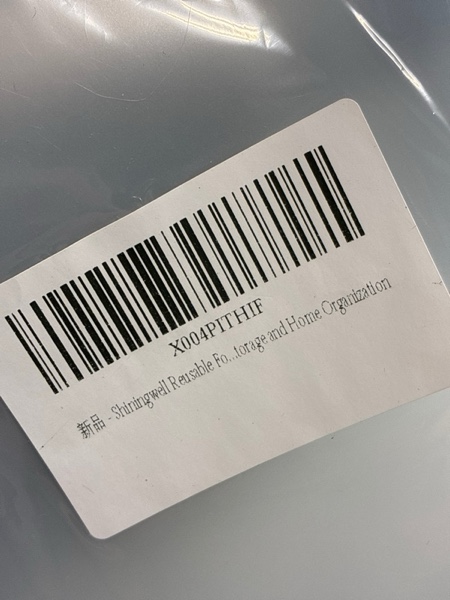 X004PITHIF
新品 - Shiningwell Reusable Fo...torage and Home Organization